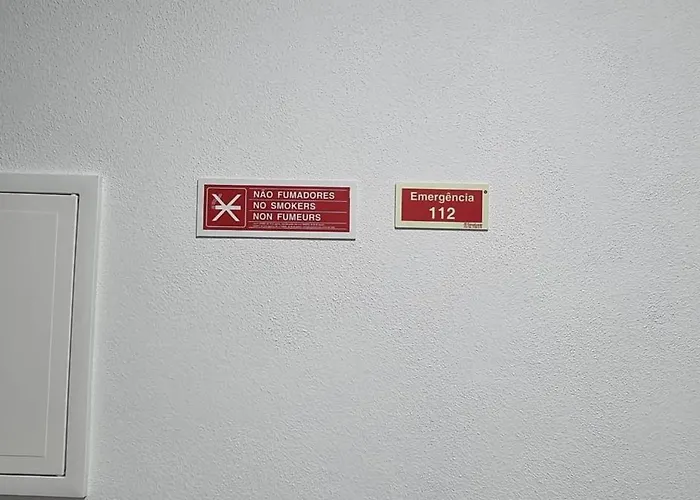 NÃO FUMADORES
NO SMOKERS
NON FUMEURS
Emergência
112